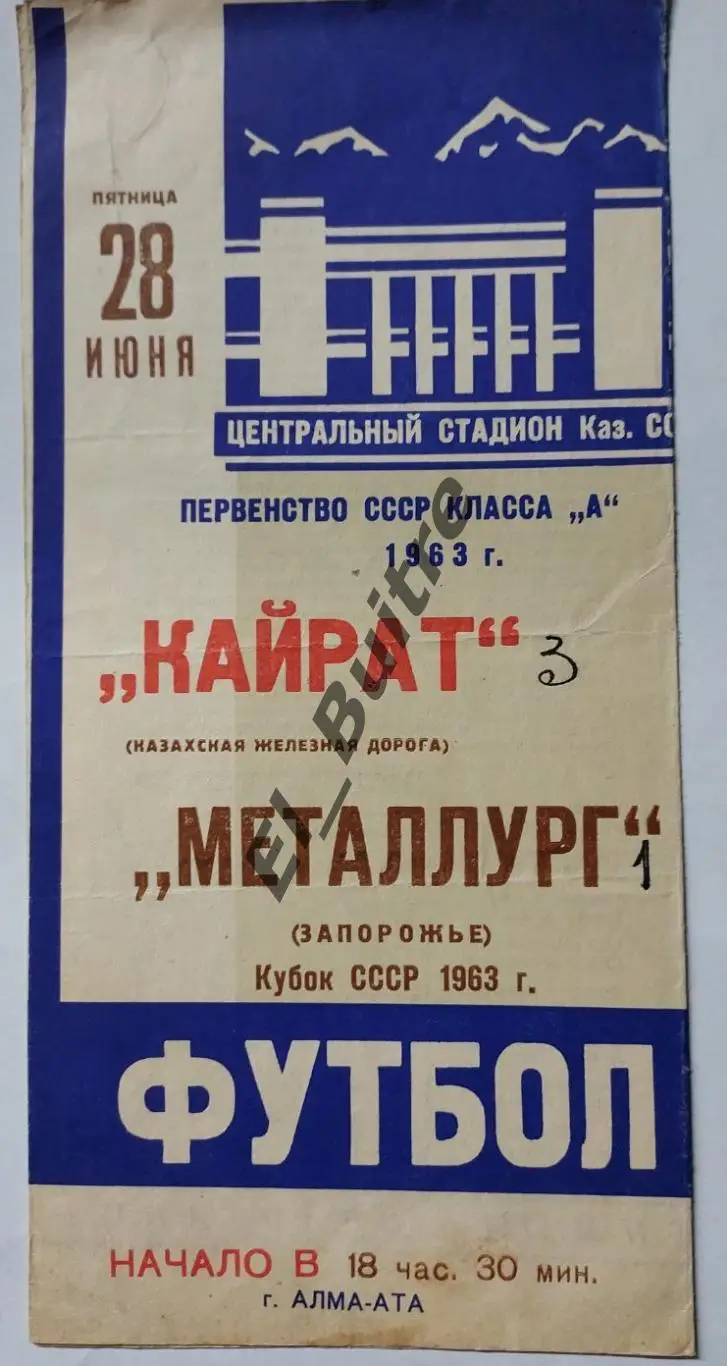 ПЯТНИЦА
28
ИЮНЯ
ЦЕНТРАЛЬНЫЙ СТАДИОН Каз. СС
ПЕРВЕНСТВО СССР КЛАССА „А“
1963 г.
„КАЙРАТ“ 3
(КАЗАХСКАЯ ЖЕЛЕЗНАЯ ДОРОГА)
„МЕТАЛЛУРГ“ 1
(ЗАПОРОЖЬЕ)
Кубок СССР 1963 г.
ФУТБОЛ
НАЧАЛО В 18 час. 30 мин.
г. АЛМА-АТА
El_Buitre